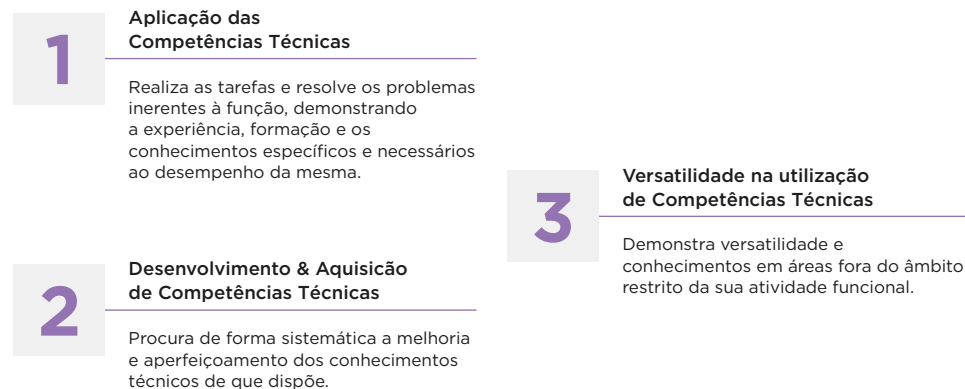 1
Aplicação das
Competências Técnicas
Realiza as tarefas e resolve os problemas
inerentes à função, demonstrando
a experiência, formação e os
conhecimentos específicos e necessários
ao desempenho da mesma.
2
Desenvolvimento & Aquisicão
de Competências Técnicas
Procura de forma sistemática a melhoria
e aperfeiçoamento dos conhecimentos
técnicos de que dispõe.
3
Versatilidade na utilização
de Competências Técnicas
Demonstra versatilidade e
conhecimentos em áreas fora do âmbito
restrito da sua atividade funcional.